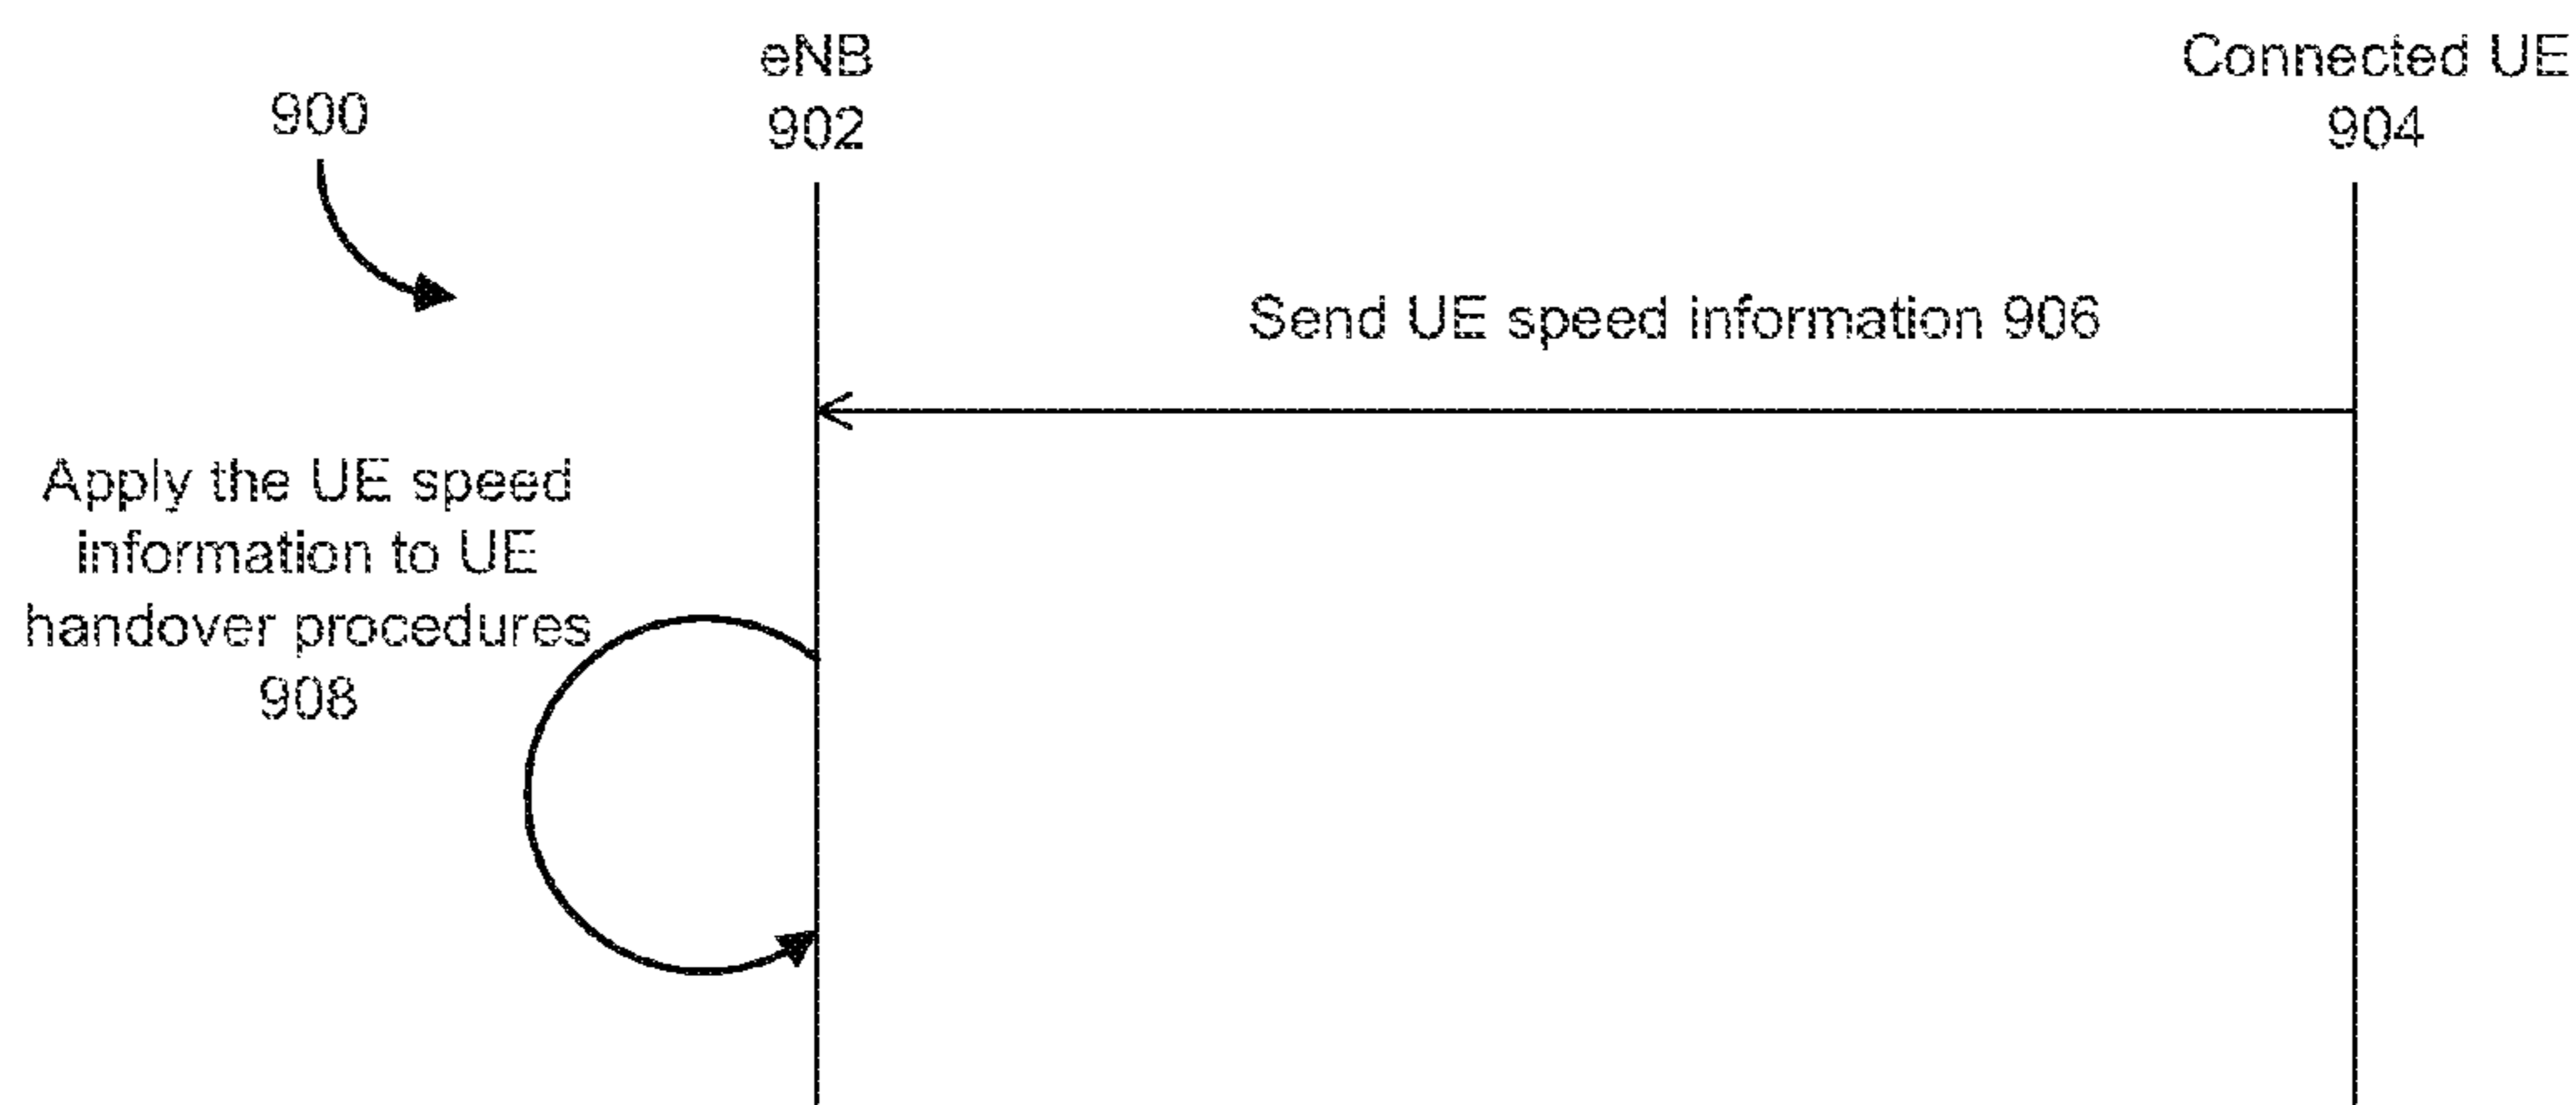 900
eNB
902
Connected UE
904
Send UE speed information 906
Apply the UE speed
information to UE
handover procedures
908